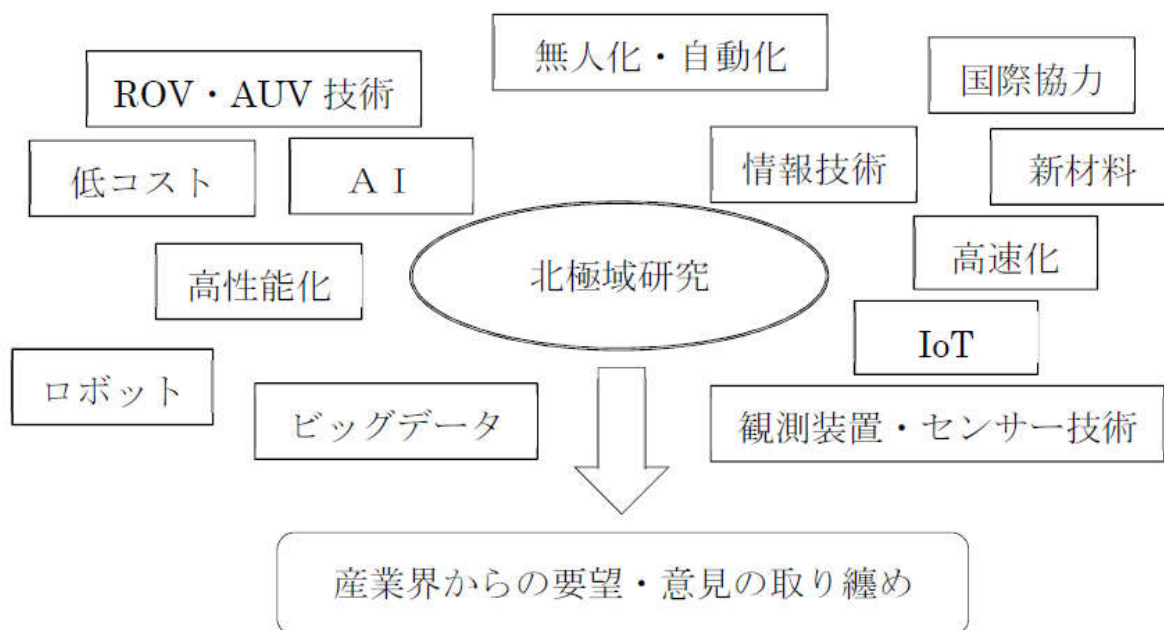 無人化・自動化
国際協力
ROV・AUV 技術
低コスト
ＡＩ
情報技術
新材料
高性能化
北極域研究
高速化
IoT
ロボット
ビッグデータ
観測装置・センサー技術
産業界からの要望・意見の取り纏め